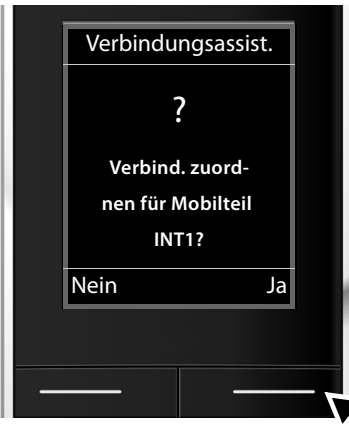 Verbindungsassist.
?
Verbind. zuord-
nen für Mobilteil
INT1?
Nein Ja